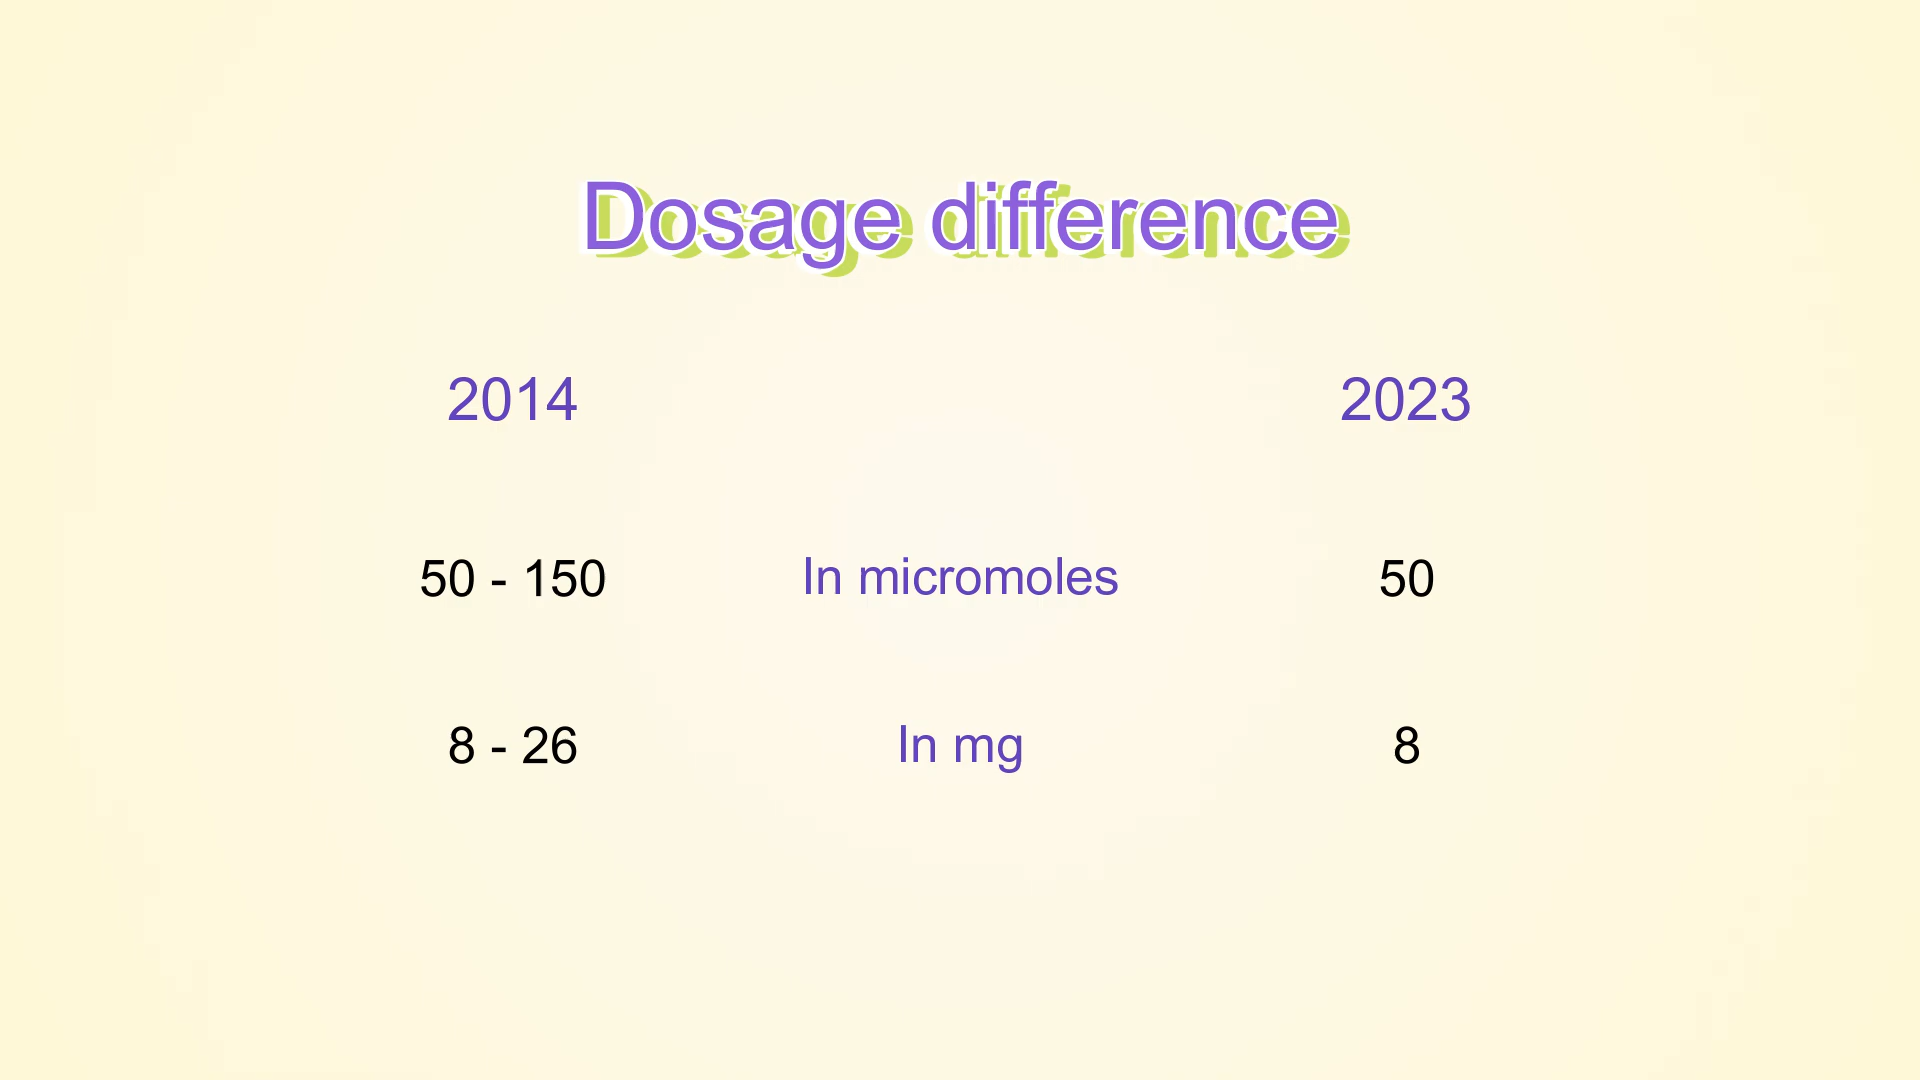 Dosage difference
2014 2023
50 - 150 In micromoles 50
8 - 26 In mg 8